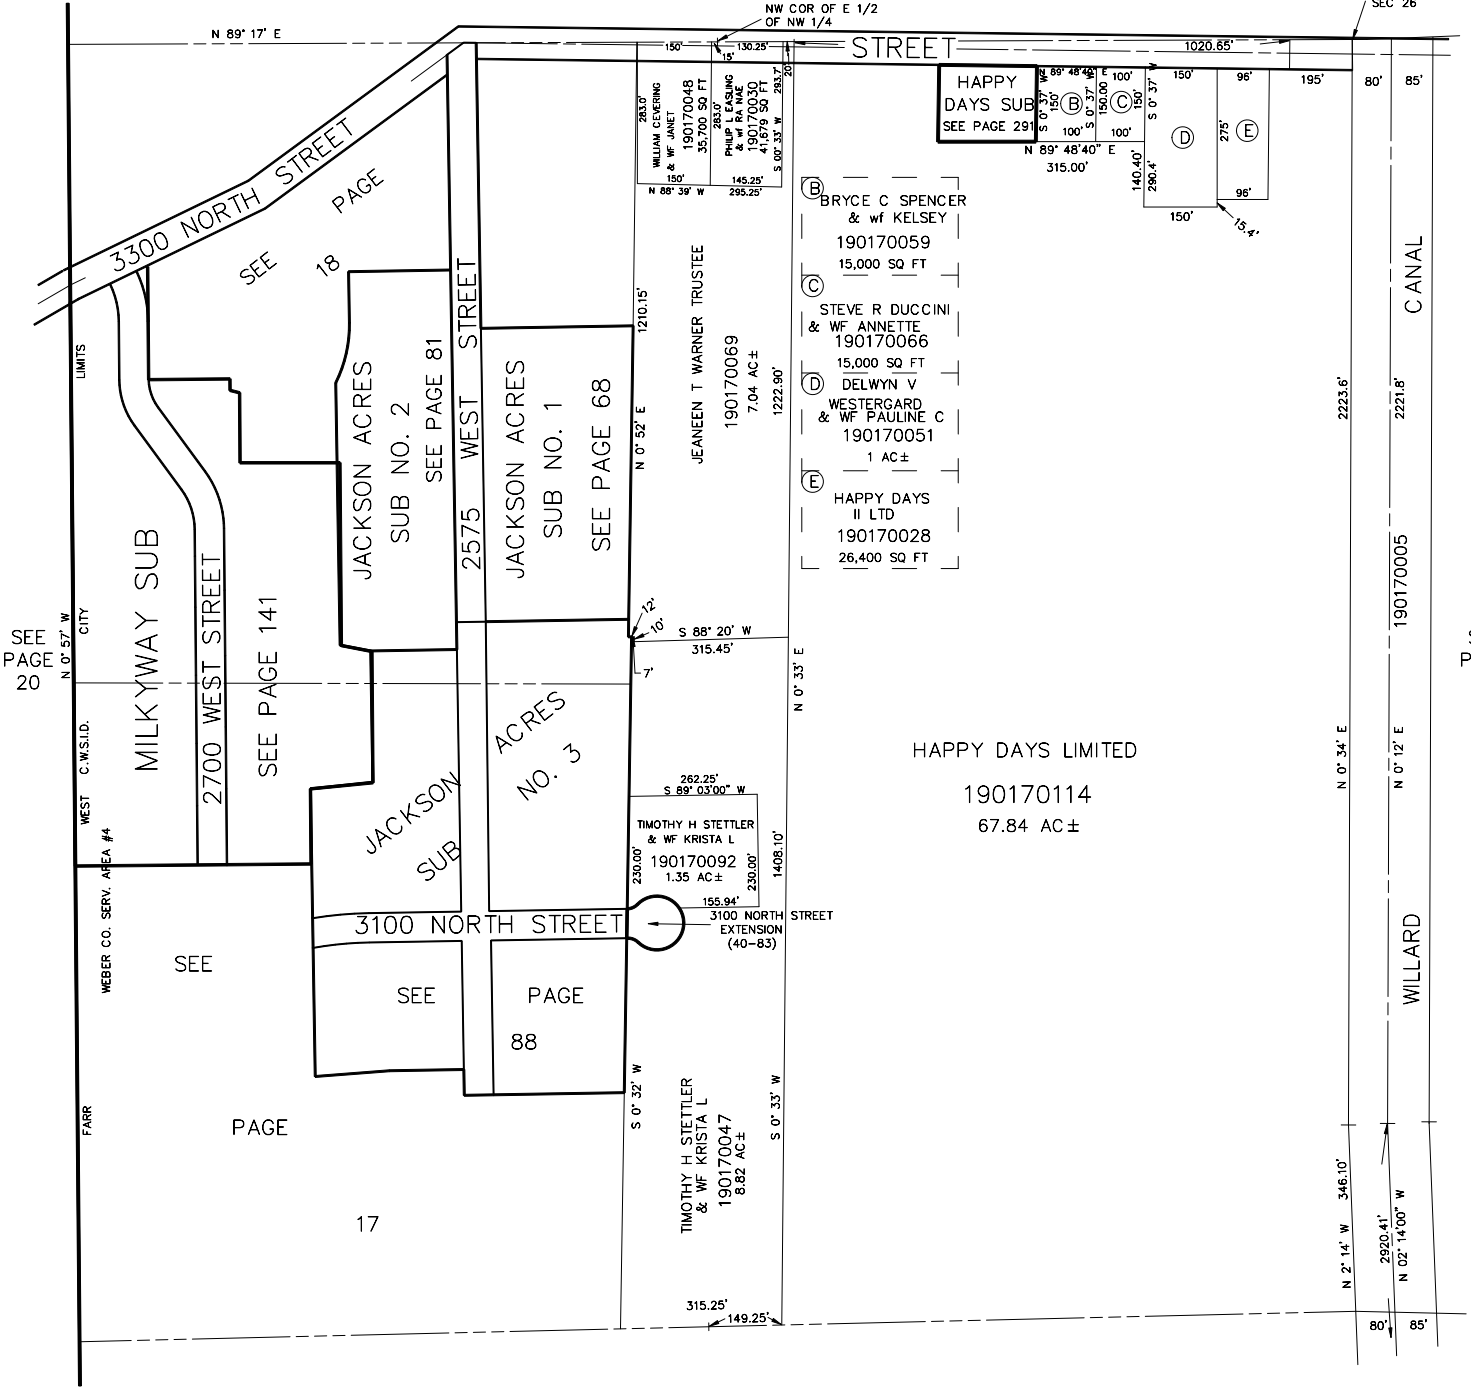 NW COR OF E 1/2
OF NW 1/4
SEC 26
N 89° 17' E
STREET
150'
130.25'
15'
20'
1020.65'
3300 NORTH STREET
SEE PAGE
18
283.0'
WILLIAM CEVERING
& WF JANET
190170048
35,700 SQ FT
283.0'
PHILIP L EASLING
& wf RA NAE
190170030
41,679 SQ FT
S 00° 33' W
293.7'
150'
145.25'
N 88° 39' W
295.25'
HAPPY
DAYS SUB
SEE PAGE 291
S 0° 37' W
150'
N 89° 48'40" E
B
100'
S 0° 37' W
150.00'
100'
C
100'
150'
S 0° 37' W
N 89° 48'40" E
315.00'
140.40'
290.4'
150'
D
150'
96'
275'
E
96'
15.4'
195'
80'
85'
B
BRYCE C SPENCER
& wf KELSEY
190170059
15,000 SQ FT
C
STEVE R DUCCINI
& WF ANNETTE
190170066
15,000 SQ FT
D
DELWYN V
WESTERGARD
& WF PAULINE C
190170051
1 AC±
E
HAPPY DAYS
II LTD
190170028
26,400 SQ FT
1210.15'
N 0° 52' E
JEANEEN T WARNER TRUSTEE
190170069
7.04 AC±
1222.90'
JACKSON ACRES
SUB NO. 2
SEE PAGE 81
2575 WEST STREET
JACKSON ACRES
SUB NO. 1
SEE PAGE 68
LIMITS
CITY
C.W.S.I.D.
WEST
FARR
WEBER CO. SERV. AREA #4
N 0° 57' W
SEE
PAGE
20
MILKYWAY SUB
2700 WEST STREET
SEE PAGE 141
12'
10'
7'
S 88° 20' W
315.45'
N 0° 33' E
JACKSON ACRES
SUB NO. 3
262.25'
S 89° 03'00" W
TIMOTHY H STETTLER
& WF KRISTA L
190170092
1.35 AC±
230.00'
230.00'
155.94'
1408.10'
HAPPY DAYS LIMITED
190170114
67.84 AC±
3100 NORTH STREET
3100 NORTH STREET
EXTENSION
(40-83)
SEE PAGE
88
SEE
PAGE
17
S 0° 32' W
TIMOTHY H STETTLER
& WF KRISTA L
190170047
8.82 AC±
S 0° 33' W
315.25'
149.25'
2223.6'
N 0° 34' E
2221.8'
190170005
N 0° 12' E
WILLARD CANAL
346.10'
N 2° 14' W
2920.41'
N 02° 14'00" W
80'
85'